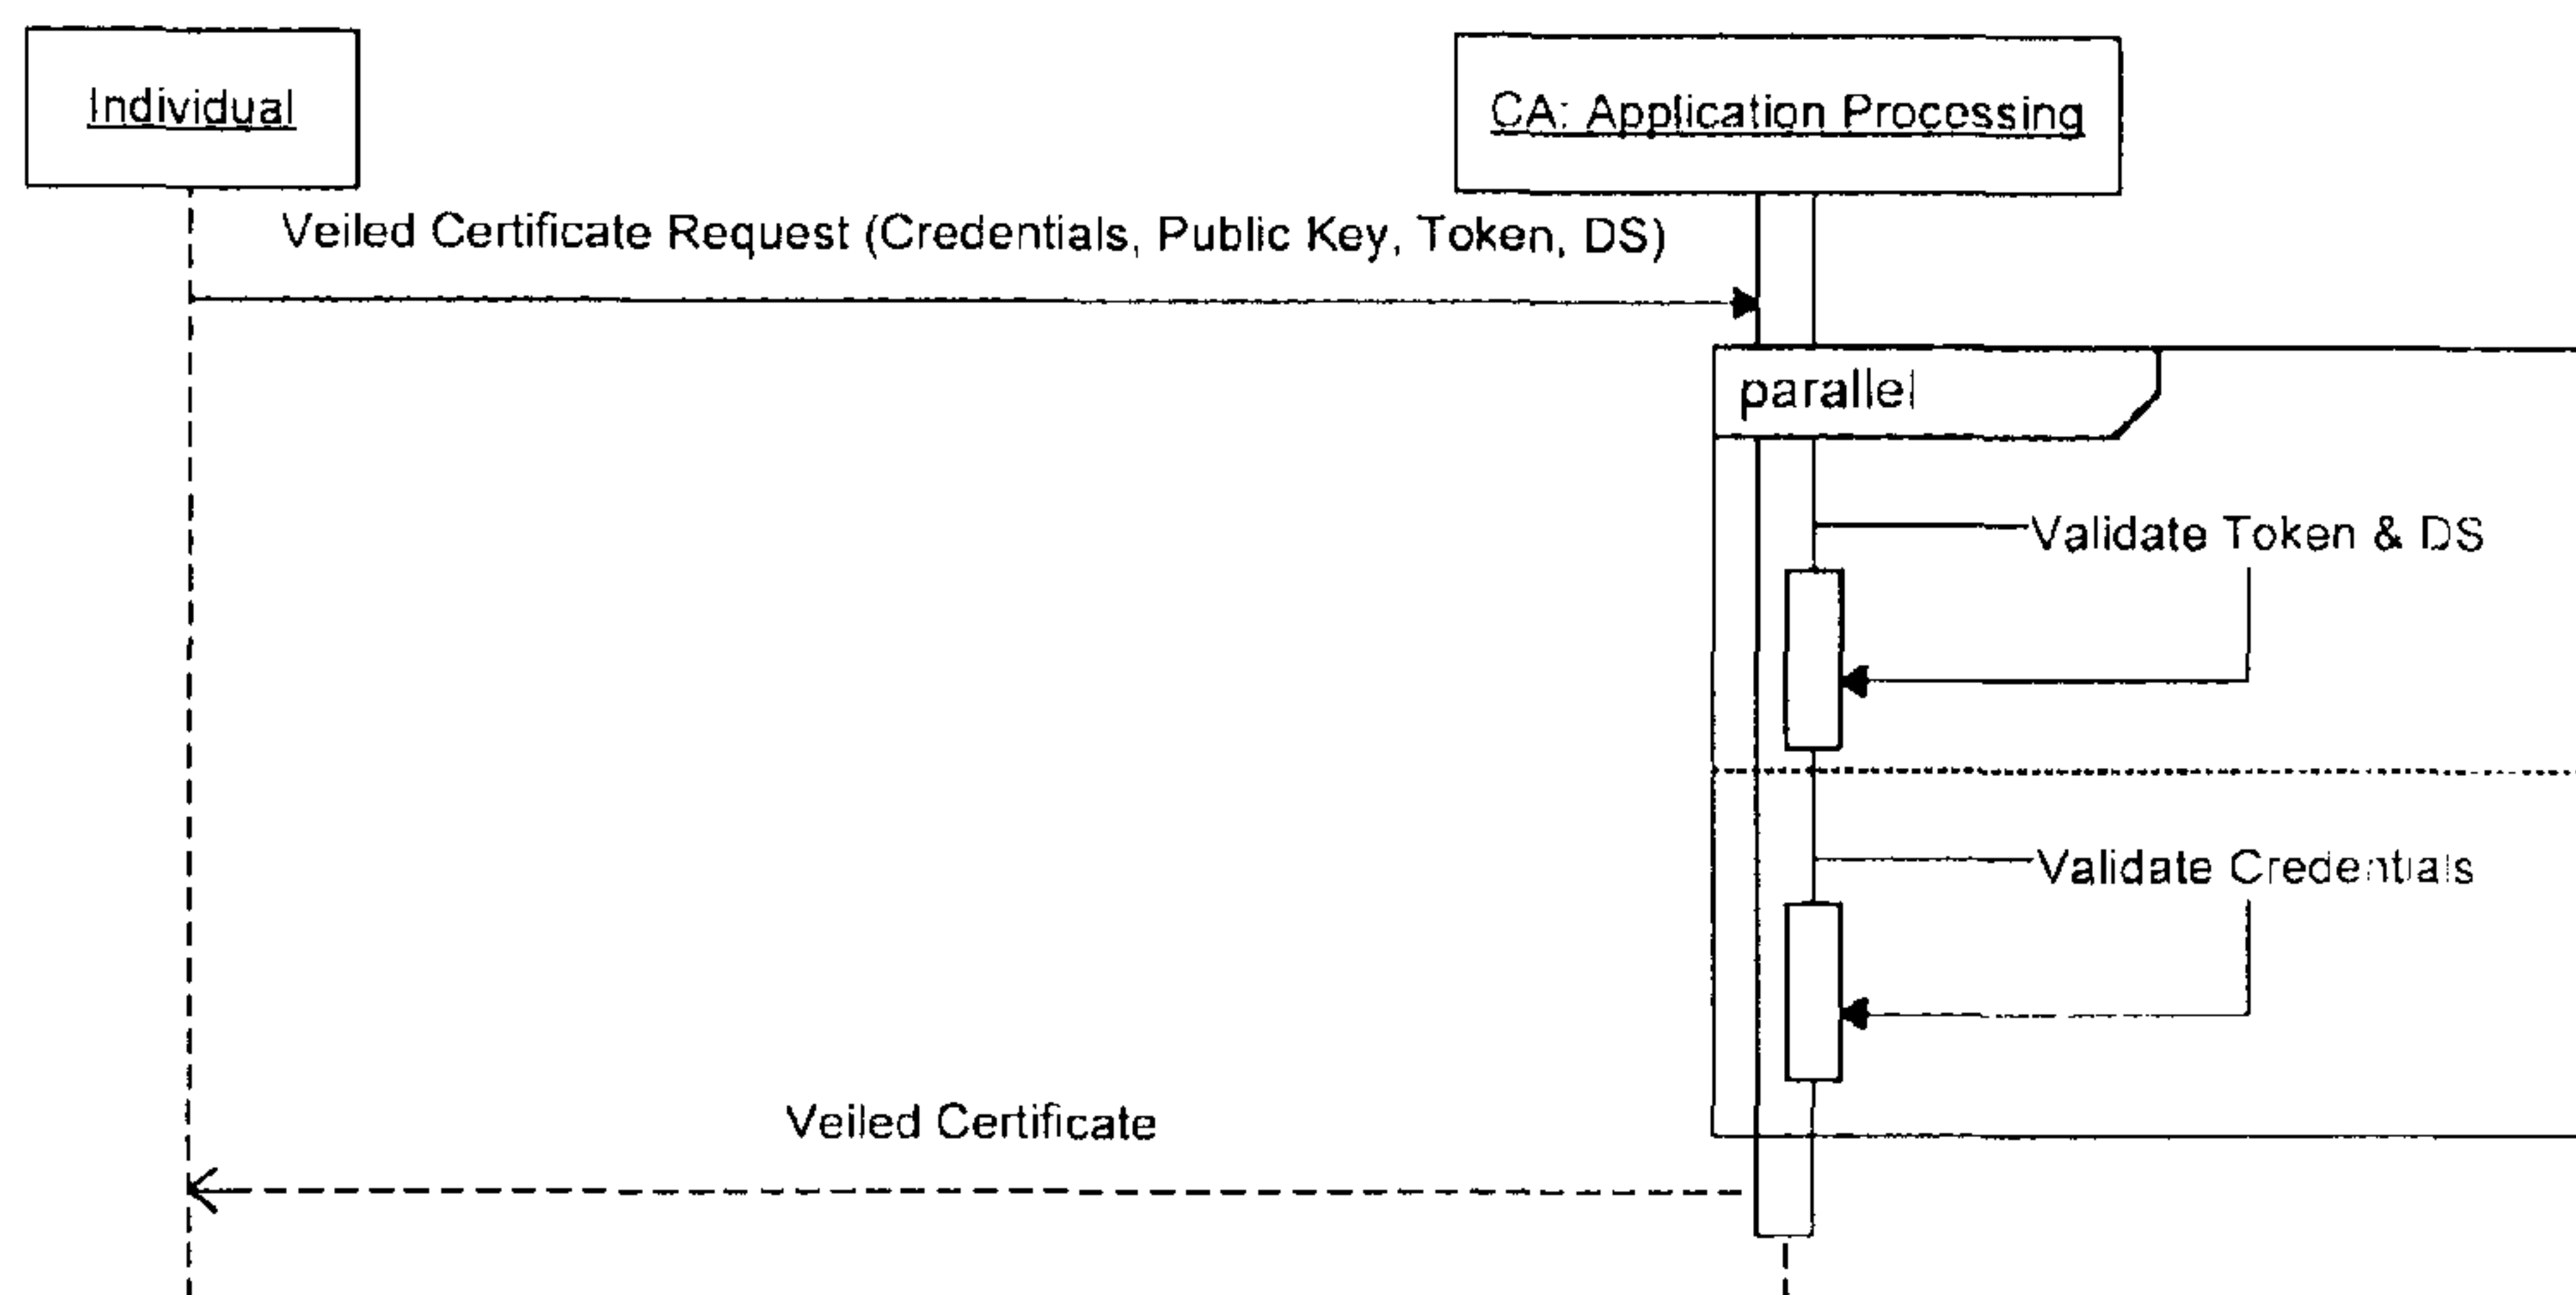 Individual
CA: Application Processing
Veiled Certificate Request (Credentials, Public Key, Token, DS)
parallel
Validate Token & DS
Validate Credentials
Veiled Certificate